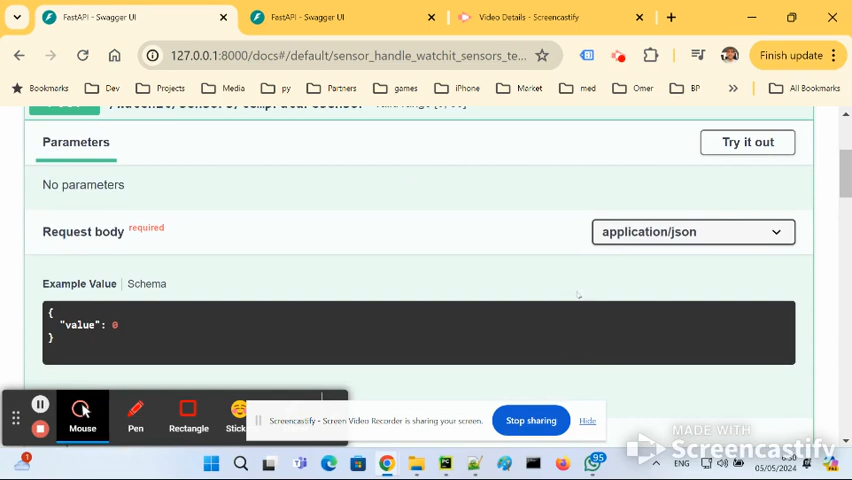 FastAPI - Swagger UI
FastAPI - Swagger UI
Video Details - Screencastify
127.0.0.1:8000/docs#/default/sensor_handle_watchit_sensors_te...
Finish update
Bookmarks
Dev
Projects
Media
py
Partners
games
iPhone
Market
med
Omer
BP
All Bookmarks
Parameters
Try it out
No parameters
Request body required
application/json
Example Value
Schema
{
"value": 0
}
Mouse
Pen
Rectangle
Stick
Screencastify - Screen Video Recorder is sharing your screen.
Stop sharing
Hide
MADE WITH
Screencastify
95
1
ENG
05/05/2024